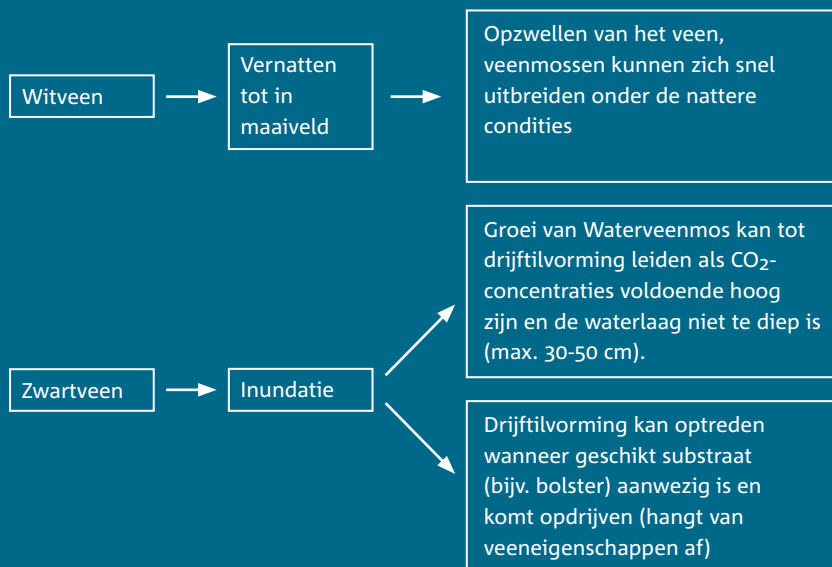 Witveen
Vernatten
tot in
maaiveld
Opzwellen van het veen,
veenmossen kunnen zich snel
uitbreiden onder de nattere
condities
Zwartveen
Inundatie
Groei van Waterveenmos kan tot
drijftilvorming leiden als CO₂-
concentraties voldoende hoog
zijn en de waterlaag niet te diep is
(max. 30-50 cm).
Drijftilvorming kan optreden
wanneer geschikt substraat
(bijv. bolster) aanwezig is en
komt opdrijven (hangt van
veeneigenschappen af)